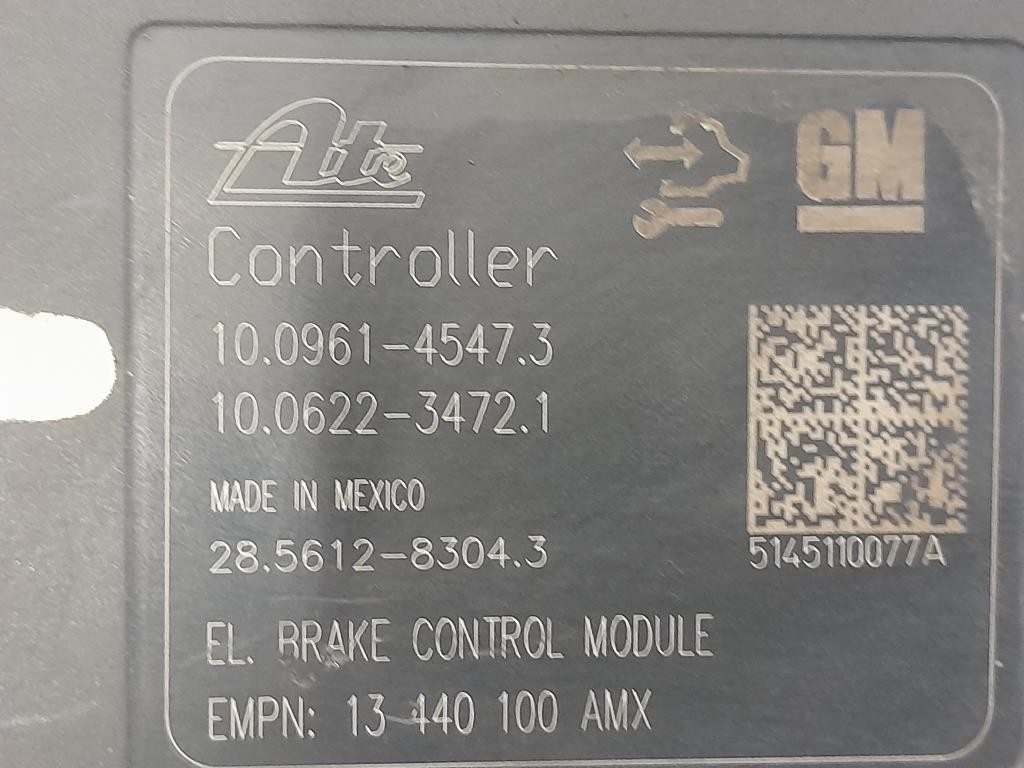 Ate
GM
Controller
10.0961-4547.3
10.0622-3472.1
MADE IN MEXICO
28.5612-8304.3
5145110077A
EL. BRAKE CONTROL MODULE
EMPN: 13 440 100 AMX